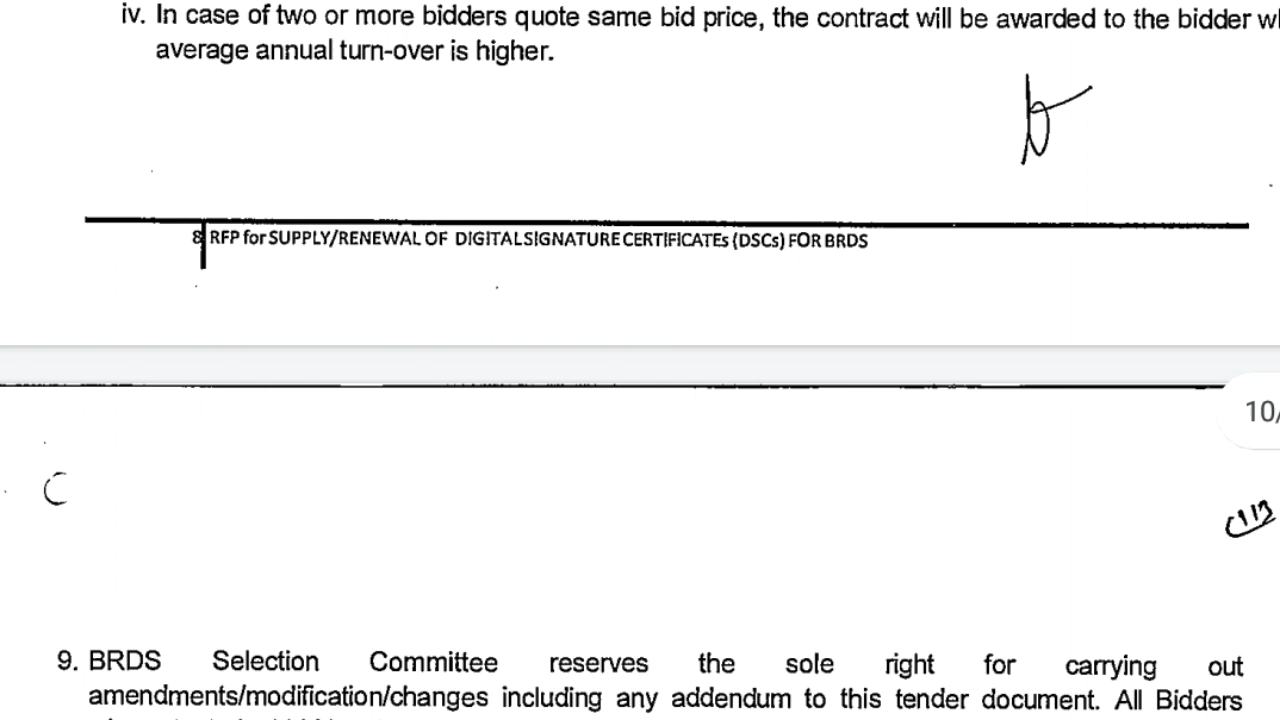 iv. In case of two or more bidders quote same bid price, the contract will be awarded to the bidder
average annual turn-over is higher.
8 RFP for SUPPLY/RENEWAL OF DIGITALSIGNATURE CERTIFICATEs (DSCs) FOR BRDS
10/
9. BRDS Selection Committee reserves the sole right for carrying out
amendments/modification/changes including any addendum to this tender document. All Bidders